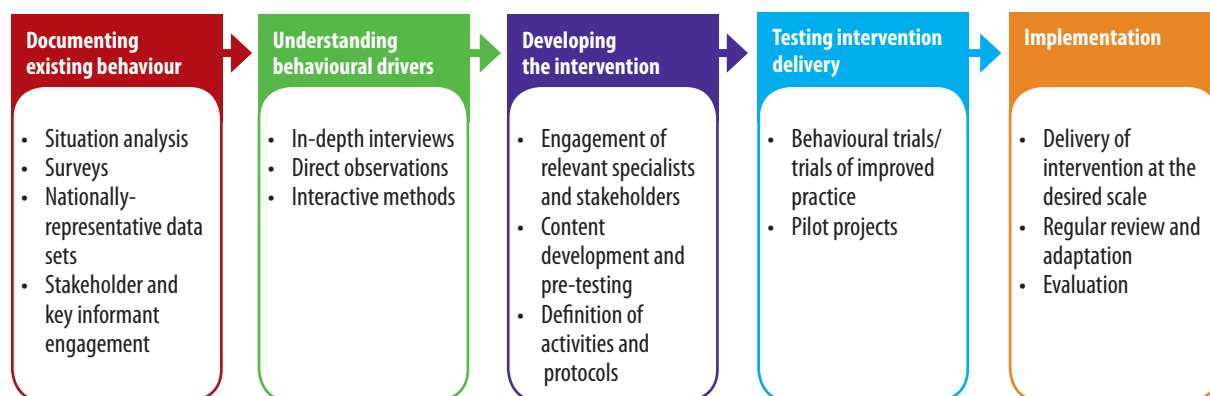 Documenting
existing behaviour
• Situation analysis
• Surveys
• Nationally-
representative data
sets
• Stakeholder and
key informant
engagement
Understanding
behavioural drivers
• In-depth interviews
• Direct observations
• Interactive methods
Developing
the intervention
• Engagement of
relevant specialists
and stakeholders
• Content
development and
pre-testing
• Definition of
activities and
protocols
Testing intervention
delivery
• Behavioural trials/
trials of improved
practice
• Pilot projects
Implementation
• Delivery of
intervention at the
desired scale
• Regular review and
adaptation
• Evaluation